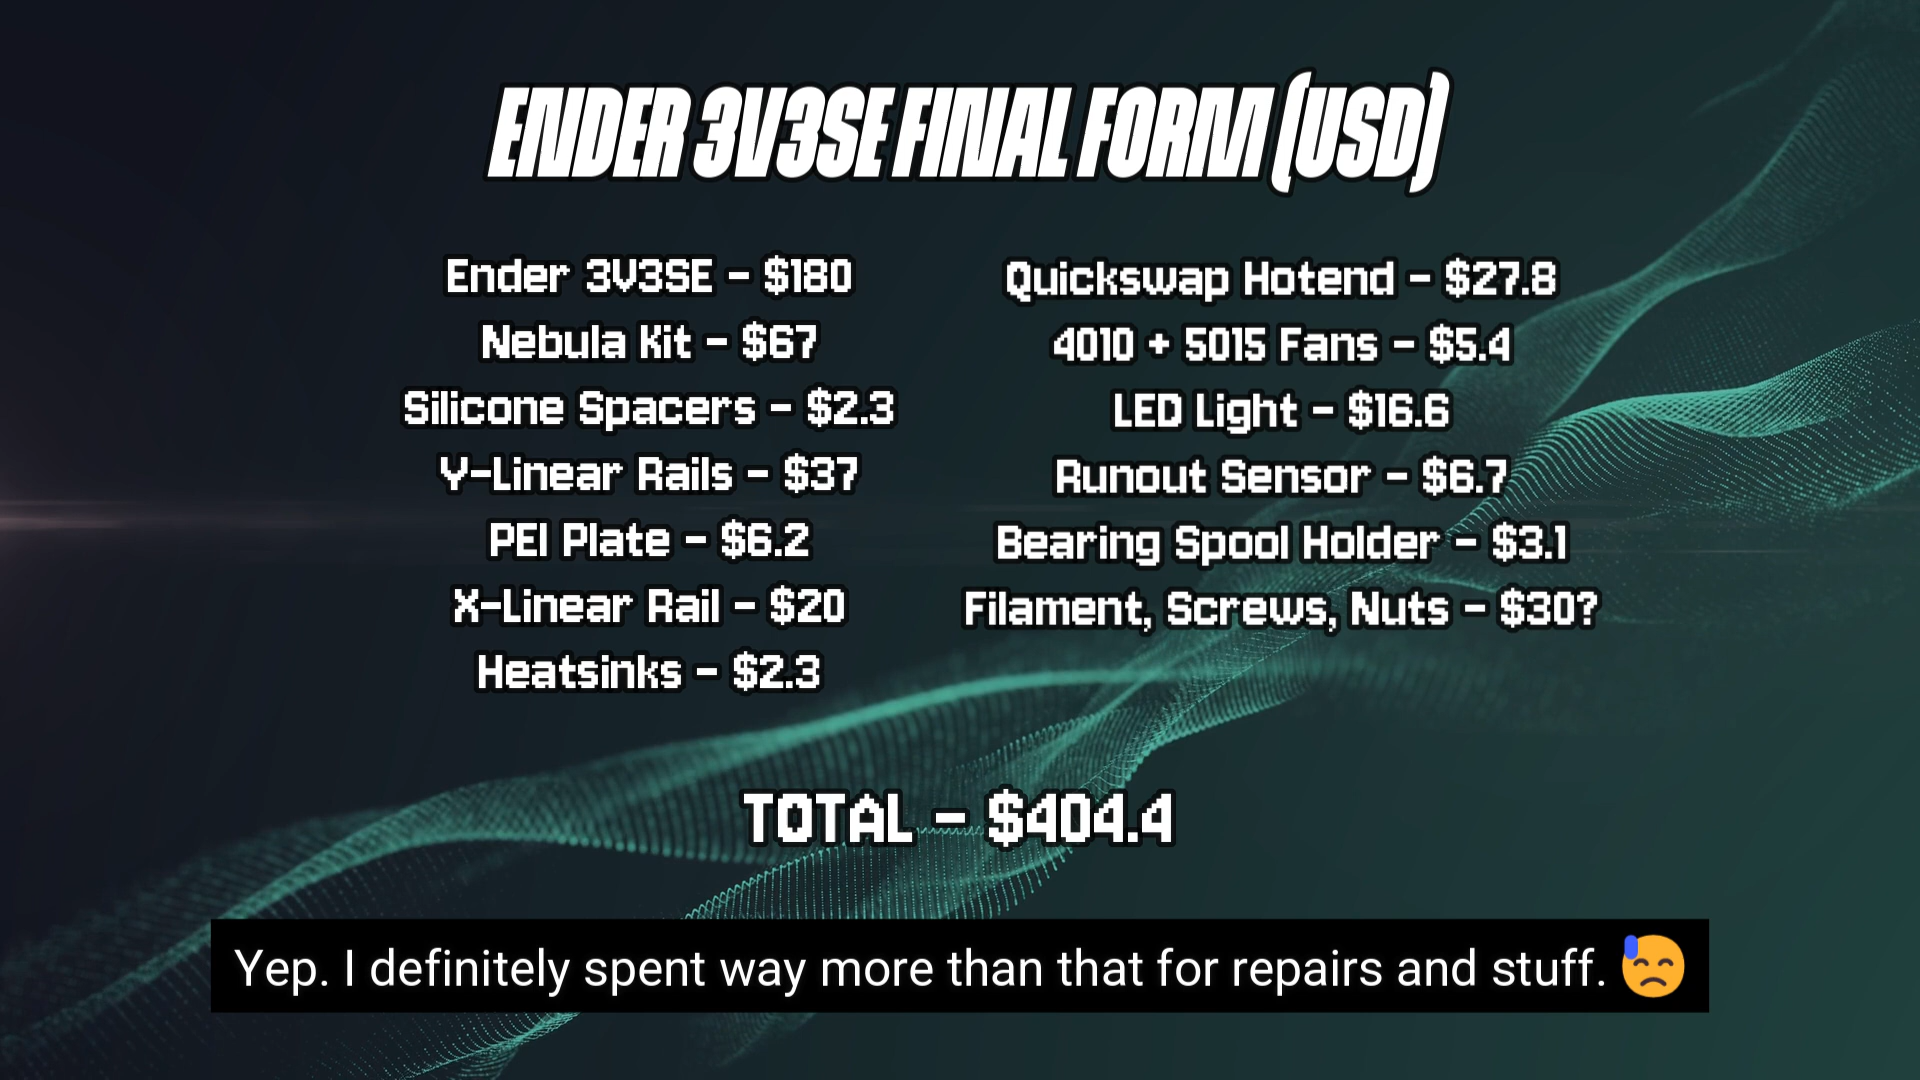 ENDER 3V3SE FINAL FORM (USD)
Ender 3V3SE - $180
Nebula Kit - $67
Silicone Spacers - $2.3
Y-Linear Rails - $37
PEI Plate - $6.2
X-Linear Rail - $20
Heatsinks - $2.3
Quickswap Hotend - $27.8
4010 + 5015 Fans - $5.4
LED Light - $16.6
Runout Sensor - $6.7
Bearing Spool Holder - $3.1
Filament, Screws, Nuts - $30?
TOTAL - $404.4
Yep. I definitely spent way more than that for repairs and stuff. 😓